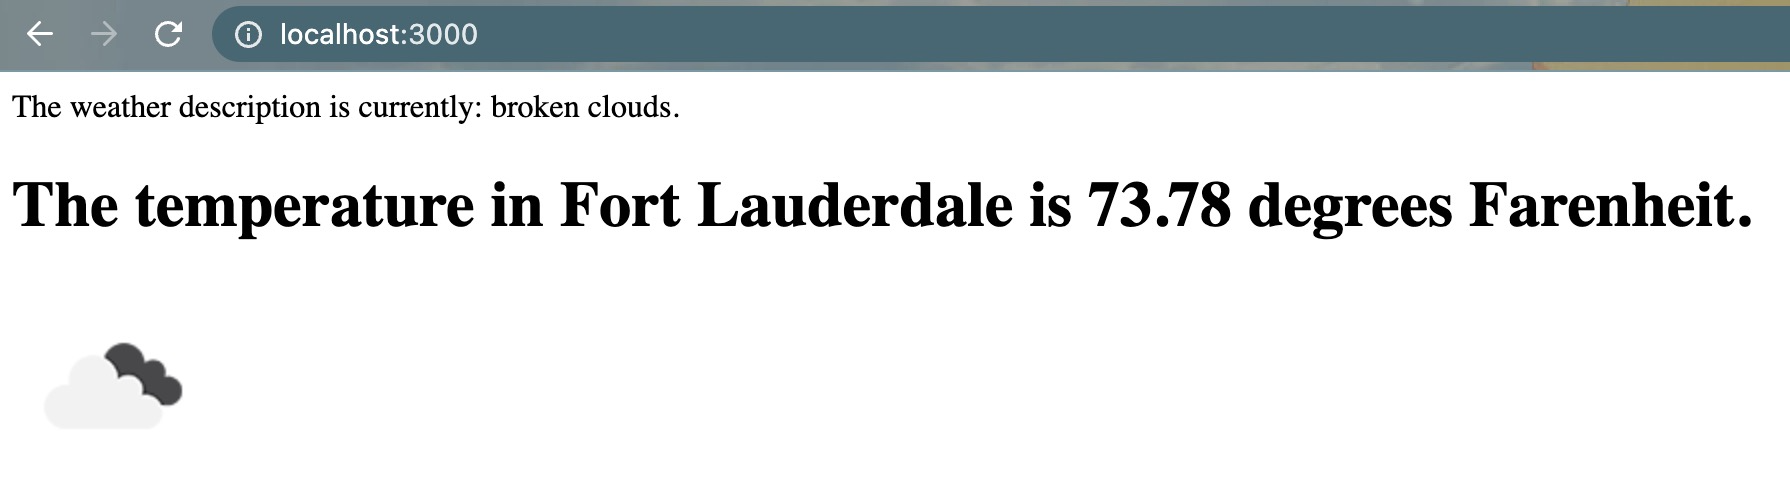 localhost:3000
The weather description is currently: broken clouds.
The temperature in Fort Lauderdale is 73.78 degrees Farenheit.